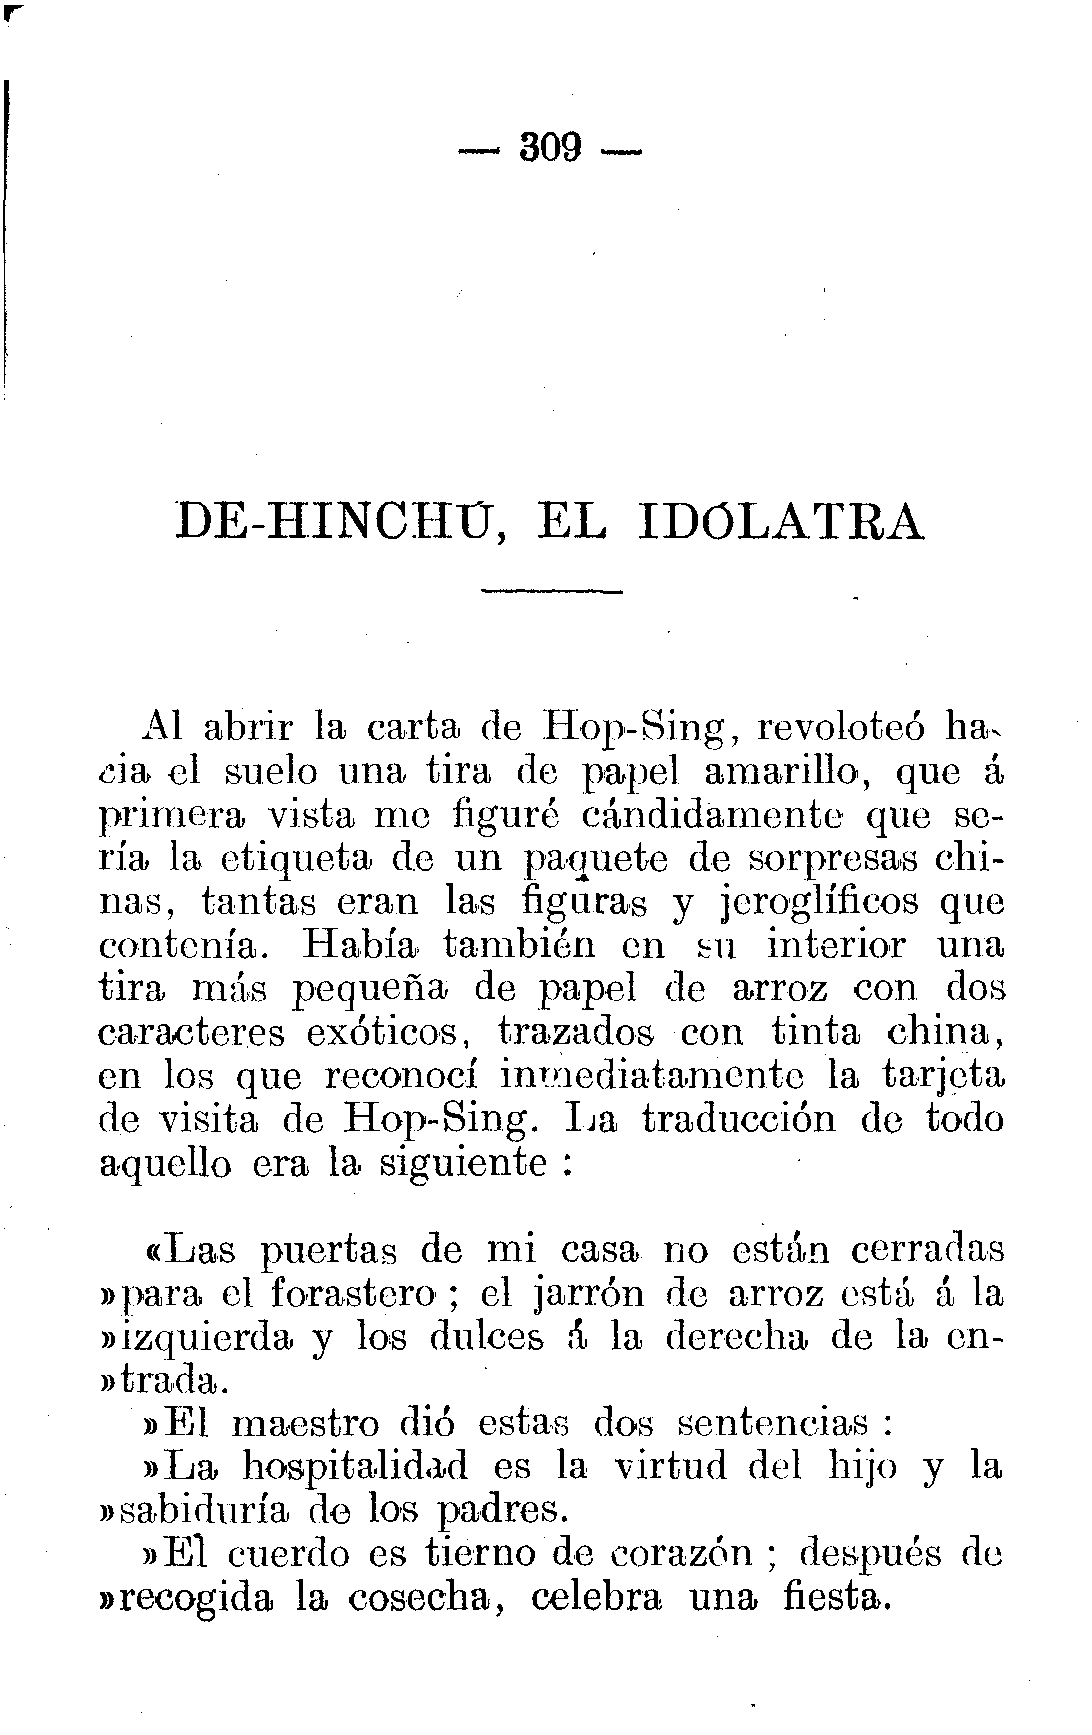 — 309 —
DE-HINCHÚ, EL IDÓLATRA
Al abrir la carta de Hop-Sing, revoloteó ha-
cia el suelo una tira de papel amarillo, que á
primera vista me figuré cándidamente que se-
ría la etiqueta de un paquete de sorpresas chi-
nas, tantas eran las figuras y jeroglíficos que
contenía. Había también en su interior una
tira más pequeña de papel de arroz con dos
caracteres exóticos, trazados con tinta china,
en los que reconocí inmediatamente la tarjeta
de visita de Hop-Sing. La traducción de todo
aquello era la siguiente :
«Las puertas de mi casa no están cerradas
»para el forastero ; el jarrón de arroz está á la
»izquierda y los dulces á la derecha de la en-
»trada.
»El maestro dió estas dos sentencias :
»La hospitalidad es la virtud del hijo y la
»sabiduría de los padres.
»El cuerdo es tierno de corazón ; después de
»recogida la cosecha, celebra una fiesta.